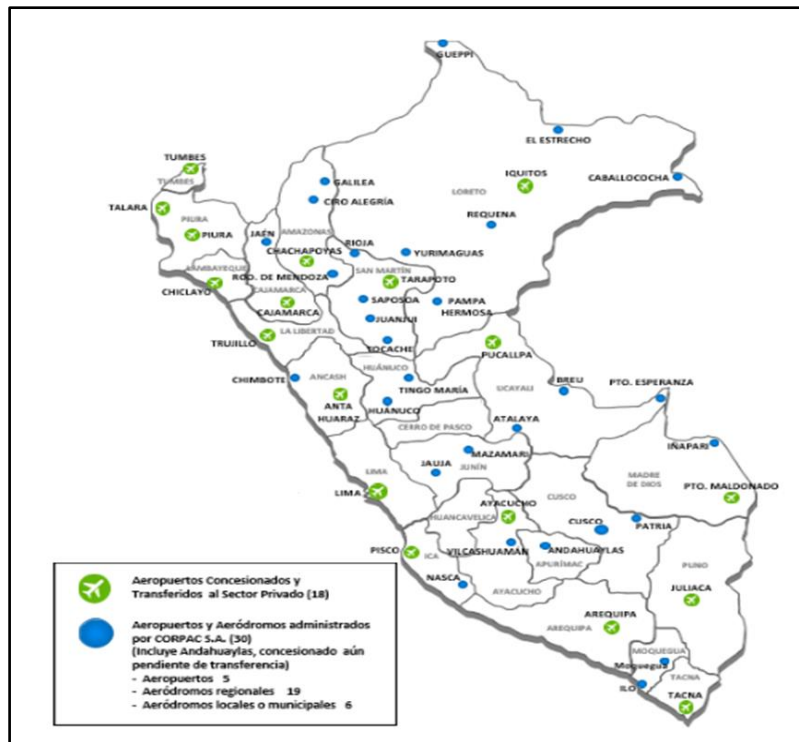 GUEPPI
EL ESTRECHO
TUMBES
TUMBES
IQUITOS
CABALLOCOCHA
GALILEA
LORETO
TALARA
CIRO ALEGRÍA
REQUENA
PIURA
PIURA
JAÉN
AMAZONAS
RIOJA
CHACHAPOYAS
YURIMAGUAS
LAMBAYEQUE
ROD. DE MENDOZA
SAN MARTÍN
TARAPOTO
CHICLAYO
CAJAMARCA
SAPOSOA
PAMPA
HERMOSA
CAJAMARCA
JUANJUI
LA LIBERTAD
TRUJILLO
TOCACHE
PUCALLPA
HUÁNUCO
CHIMBOTE
ANCASH
TINGO MARÍA
UCAYALI
BREU
PTO. ESPERANZA
ANTA
HUARAZ
HUÁNUCO
ATALAYA
CERRO DE PASCO
IÑAPARI
MAZAMARI
JAUJA
JUNÍN
LIMA
MADRE
DE DIOS
LIMA
CUSCO
PTO. MALDONADO
AYACUCHO
HUANCAVELICA
CUSCO
PATRIA
PISCO
ICA
VILCASHUAMÁN
ANDAHUAYLAS
APURÍMAC
PUNO
NASCA
AYACUCHO
JULIACA
AREQUIPA
AREQUIPA
MOQUEGUA
Moquegua
TACNA
ILO
TACNA
Aeropuertos Concesionados y
Transferidos al Sector Privado (18)
Aeropuertos y Aeródromos administrados
por CORPAC S.A. (30)
(Incluye Andahuaylas, concesionado aún
pendiente de transferencia)
- Aeropuertos 5
- Aeródromos regionales 19
- Aeródromos locales o municipales 6